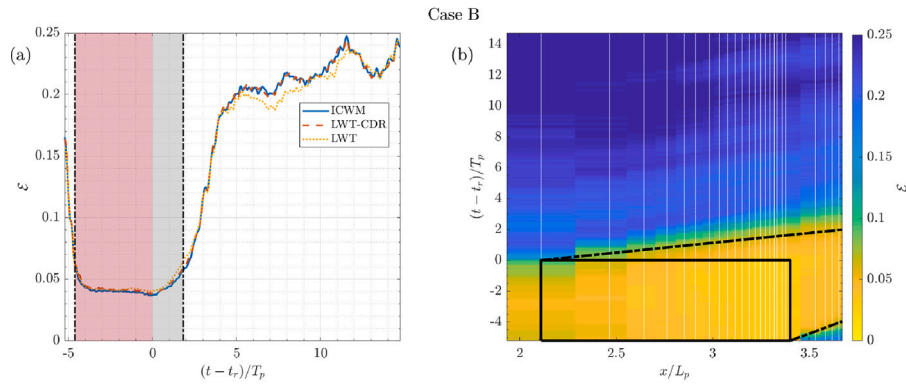 Case B
(a)
0.25
0.2
0.15
0.1
0.05
0
ℰ
ICWM
LWT-CDR
LWT
-5
0
5
10
(t − t_r)/T_p
(b)
14
12
10
8
6
4
2
0
-2
-4
(t − t_r)/T_p
2
2.5
3
3.5
x/L_p
0.25
0.2
0.15
0.1
0.05
0
ℰ